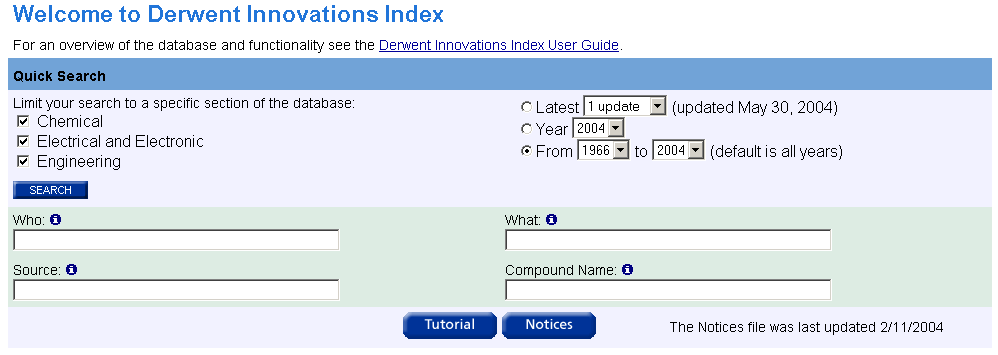 Welcome to Derwent Innovations Index
For an overview of the database and functionality see the Derwent Innovations Index User Guide.
Quick Search
Limit your search to a specific section of the database:
Chemical
Electrical and Electronic
Engineering
Latest 1 update (updated May 30, 2004)
Year 2004
From 1966 to 2004 (default is all years)
SEARCH
Who: What:
Source: Compound Name:
Tutorial Notices The Notices file was last updated 2/11/2004